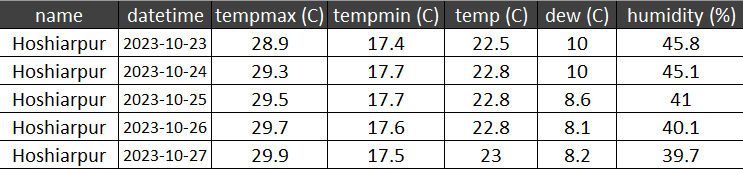 name datetime tempmax (C) tempmin (C) temp (C) dew (C) humidity (%)
Hoshiarpur 2023-10-23 28.9 17.4 22.5 10 45.8
Hoshiarpur 2023-10-24 29.3 17.7 22.8 10 45.1
Hoshiarpur 2023-10-25 29.5 17.7 22.8 8.6 41
Hoshiarpur 2023-10-26 29.7 17.6 22.8 8.1 40.1
Hoshiarpur 2023-10-27 29.9 17.5 23 8.2 39.7